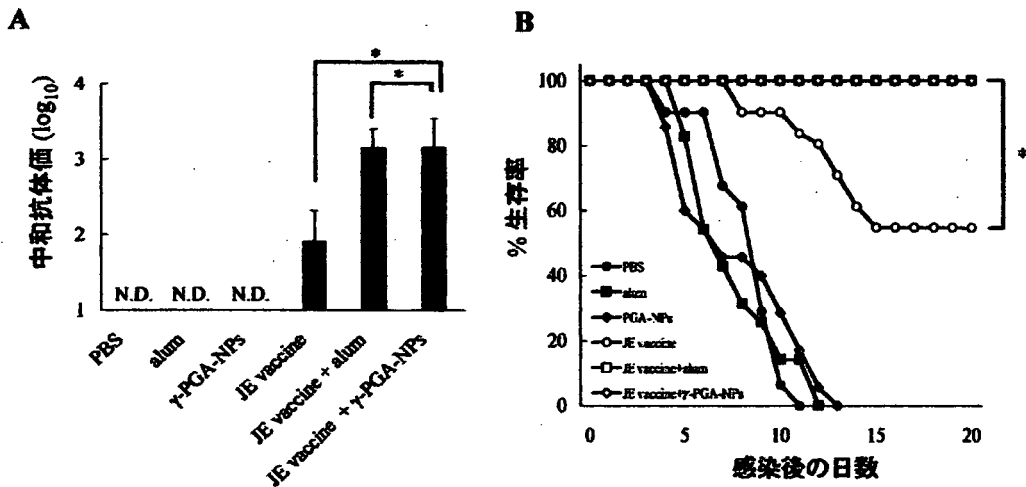 A
中和抗体価 (log10)
4
3
2
1
*
*
N.D.
N.D.
N.D.
PBS
alum
γ-PGA-NPs
JE vaccine
JE vaccine + alum
JE vaccine + γ-PGA-NPs
B
% 生存率
100
80
60
40
20
0
PBS
alum
PGA-NPs
JE vaccine
JE vaccine+alum
JE vaccine+γ-PGA-NPs
*
0
5
10
15
20
感染後の日数